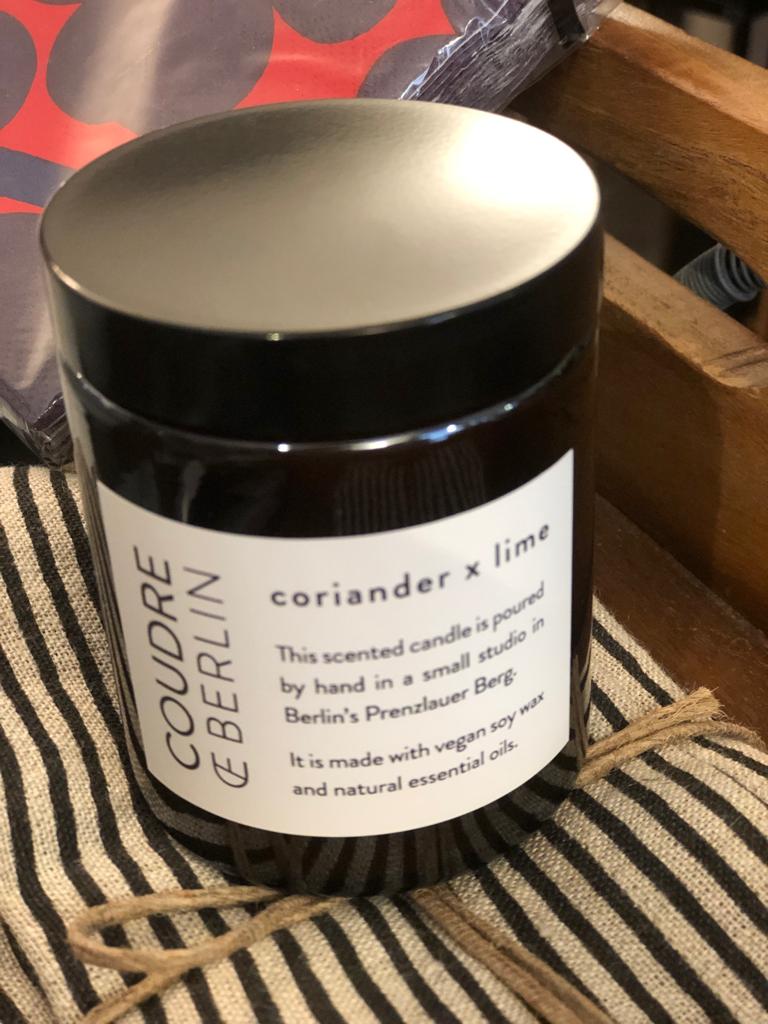 COUDRE
BERLIN
coriander x lime
This scented candle is poured
by hand in a small studio in
Berlin's Prenzlauer Berg.
It is made with vegan soy wax
and natural essential oils.